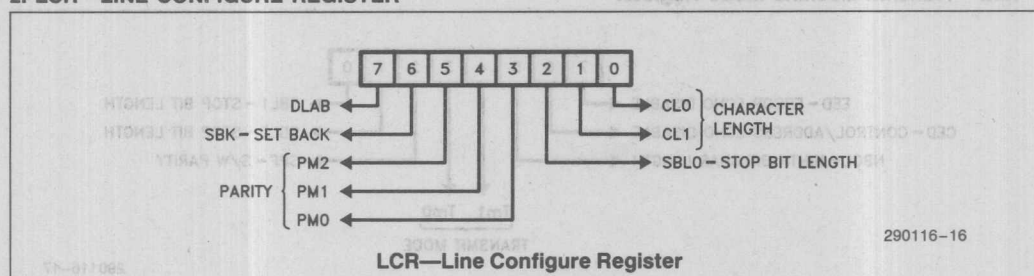 2. LCR—LINE CONFIGURE REGISTER
7 6 5 4 3 2 1 0
DLAB
SBK – SET BACK
PM2
PARITY
PM1
PM0
CL0
CHARACTER LENGTH
CL1
SBL0 – STOP BIT LENGTH
290116–16
LCR—Line Configure Register